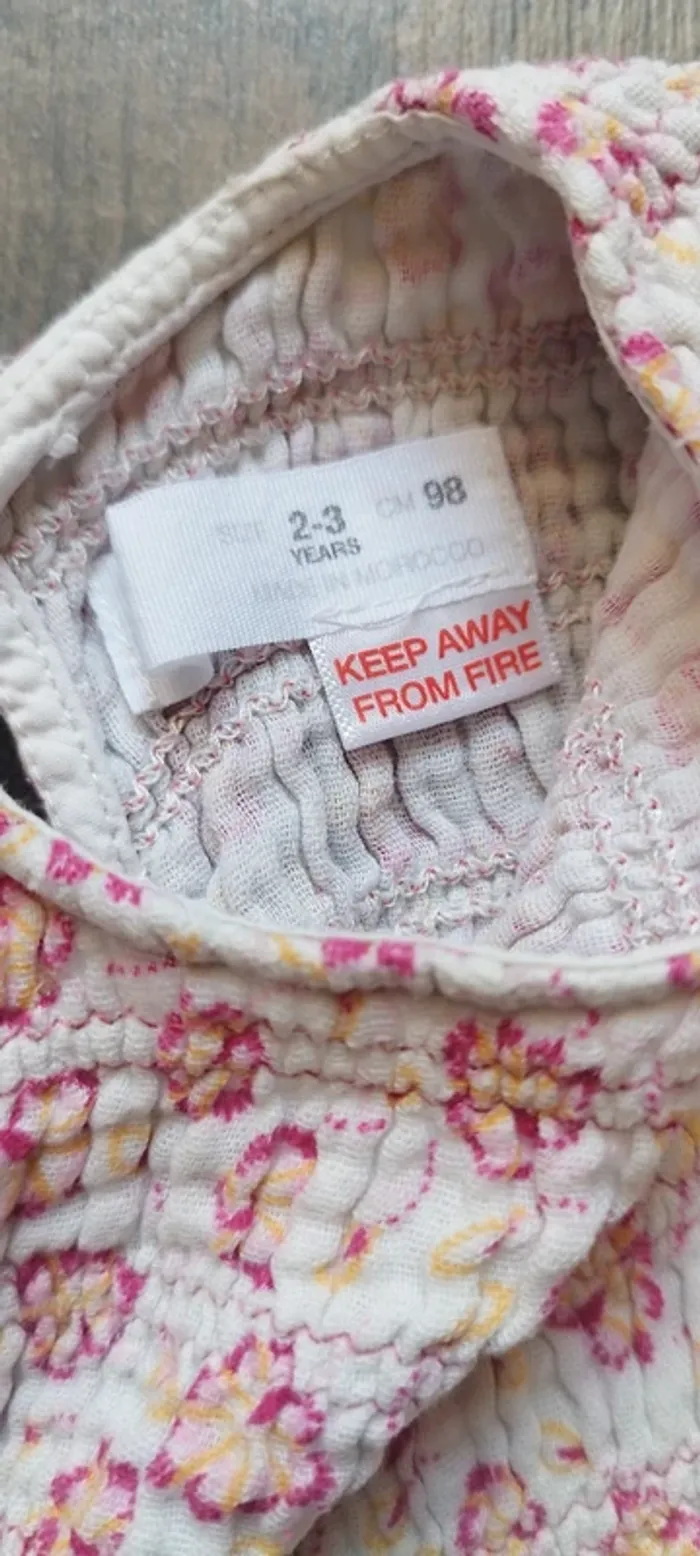 SIZE 2-3 CM 98
YEARS
MADE IN MOROCCO
KEEP AWAY
FROM FIRE